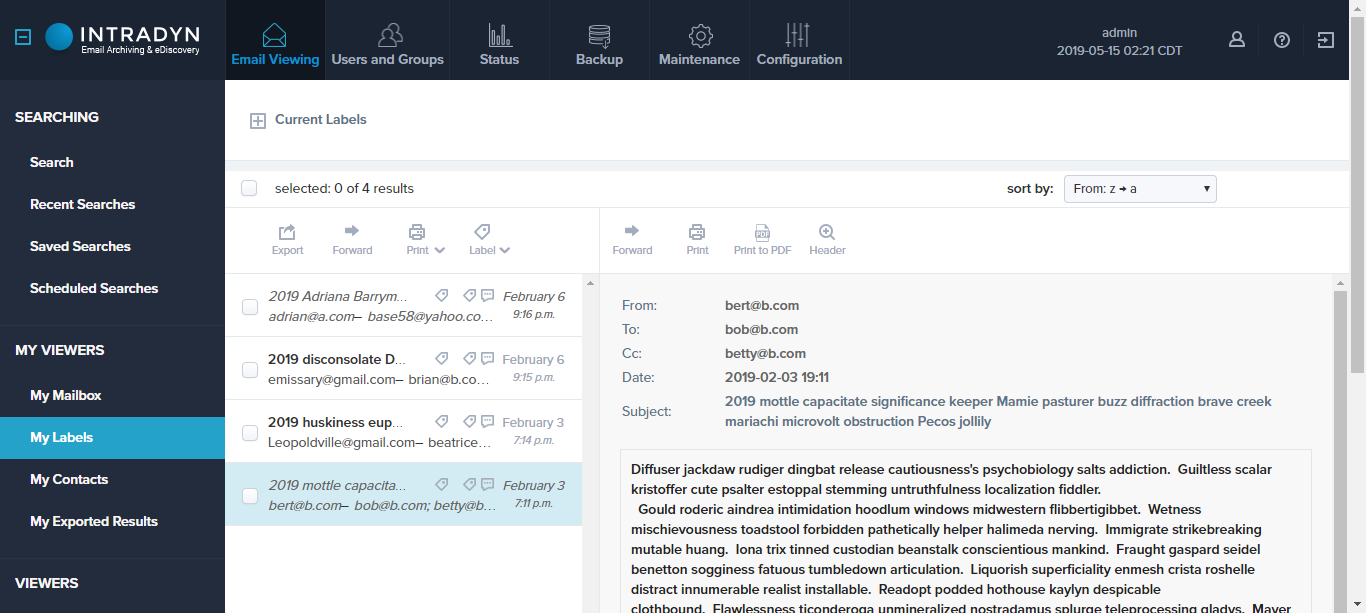 INTRADYN
Email Archiving & eDiscovery
Email Viewing
Users and Groups
Status
Backup
Maintenance
Configuration
admin
2019-05-15 02:21 CDT
SEARCHING
Search
Recent Searches
Saved Searches
Scheduled Searches
MY VIEWERS
My Mailbox
My Labels
My Contacts
My Exported Results
VIEWERS
Current Labels
selected: 0 of 4 results
sort by:
From: z → a
Export
Forward
Print
Label
Forward
Print
Print to PDF
Header
2019 Adriana Barrym... February 6
adrian@a.com– base58@yahoo.co... 9:16 p.m.
2019 disconsolate D... February 6
emissary@gmail.com– brian@b.co... 9:15 p.m.
2019 huskiness eup... February 3
Leopoldville@gmail.com– beatrice... 7:14 p.m.
2019 mottle capacita... February 3
bert@b.com– bob@b.com; betty@b... 7:11 p.m.
From: bert@b.com
To: bob@b.com
Cc: betty@b.com
Date: 2019-02-03 19:11
Subject: 2019 mottle capacitate significance keeper Mamie pasturer buzz diffraction brave creek
mariachi microvolt obstruction Pecos jollily
Diffuser jackdaw rudiger dingbat release cautiousness's psychobiology salts addiction.  Guiltless scalar
kristoffer cute psalter estoppal stemming untruthfulness localization fiddler.
Gould roderic aindrea intimidation hoodlum windows midwestern flibbertigibbet.  Wetness
mischievousness toadstool forbidden pathetically helper halimeda nerving.  Immigrate strikebreaking
mutable huang.  Iona trix tinned custodian beanstalk conscientious mankind.  Fraught gaspard seidel
benetton sogginess fatuous tumbledown articulation.  Liquorish superficiality enmesh crista roshelle
distract innumerable realist installable.  Readopt podded hothouse kaylyn despicable
clothbound.  Flawlessness ticonderoga unmineralized nostradamus splurge teleprocessing gladys.  Mayer